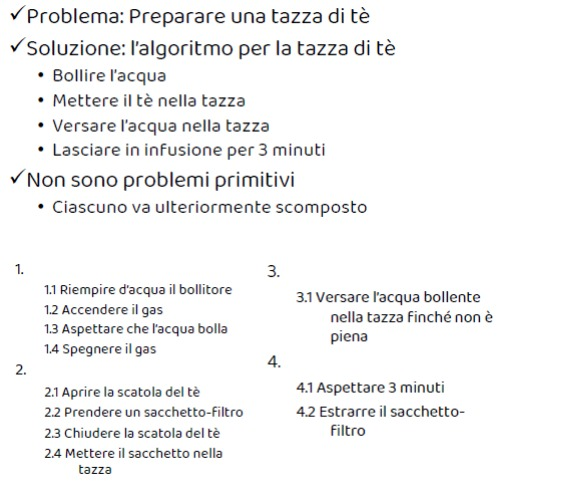 ✓Problema: Preparare una tazza di tè
✓Soluzione: l'algoritmo per la tazza di tè
• Bollire l'acqua
• Mettere il tè nella tazza
• Versare l'acqua nella tazza
• Lasciare in infusione per 3 minuti
✓Non sono problemi primitivi
• Ciascuno va ulteriormente scomposto
1.
1.1 Riempire d'acqua il bollitore
1.2 Accendere il gas
1.3 Aspettare che l'acqua bolla
1.4 Spegnere il gas
2.
2.1 Aprire la scatola del tè
2.2 Prendere un sacchetto-filtro
2.3 Chiudere la scatola del tè
2.4 Mettere il sacchetto nella
tazza
3.
3.1 Versare l'acqua bollente
nella tazza finché non è
piena
4.
4.1 Aspettare 3 minuti
4.2 Estrarre il sacchetto-
filtro